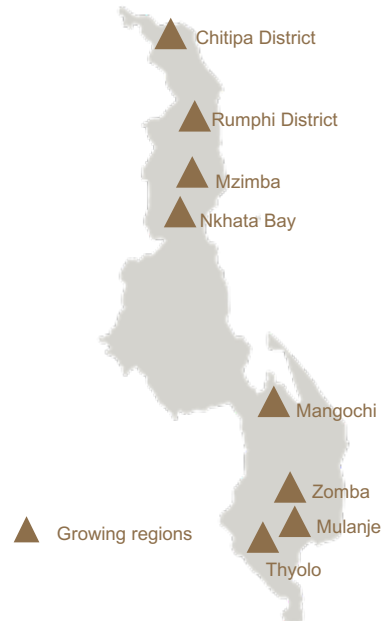 Chitipa District
Rumphi District
Mzimba
Nkhata Bay
Mangochi
Zomba
Mulanje
Growing regions
Thyolo